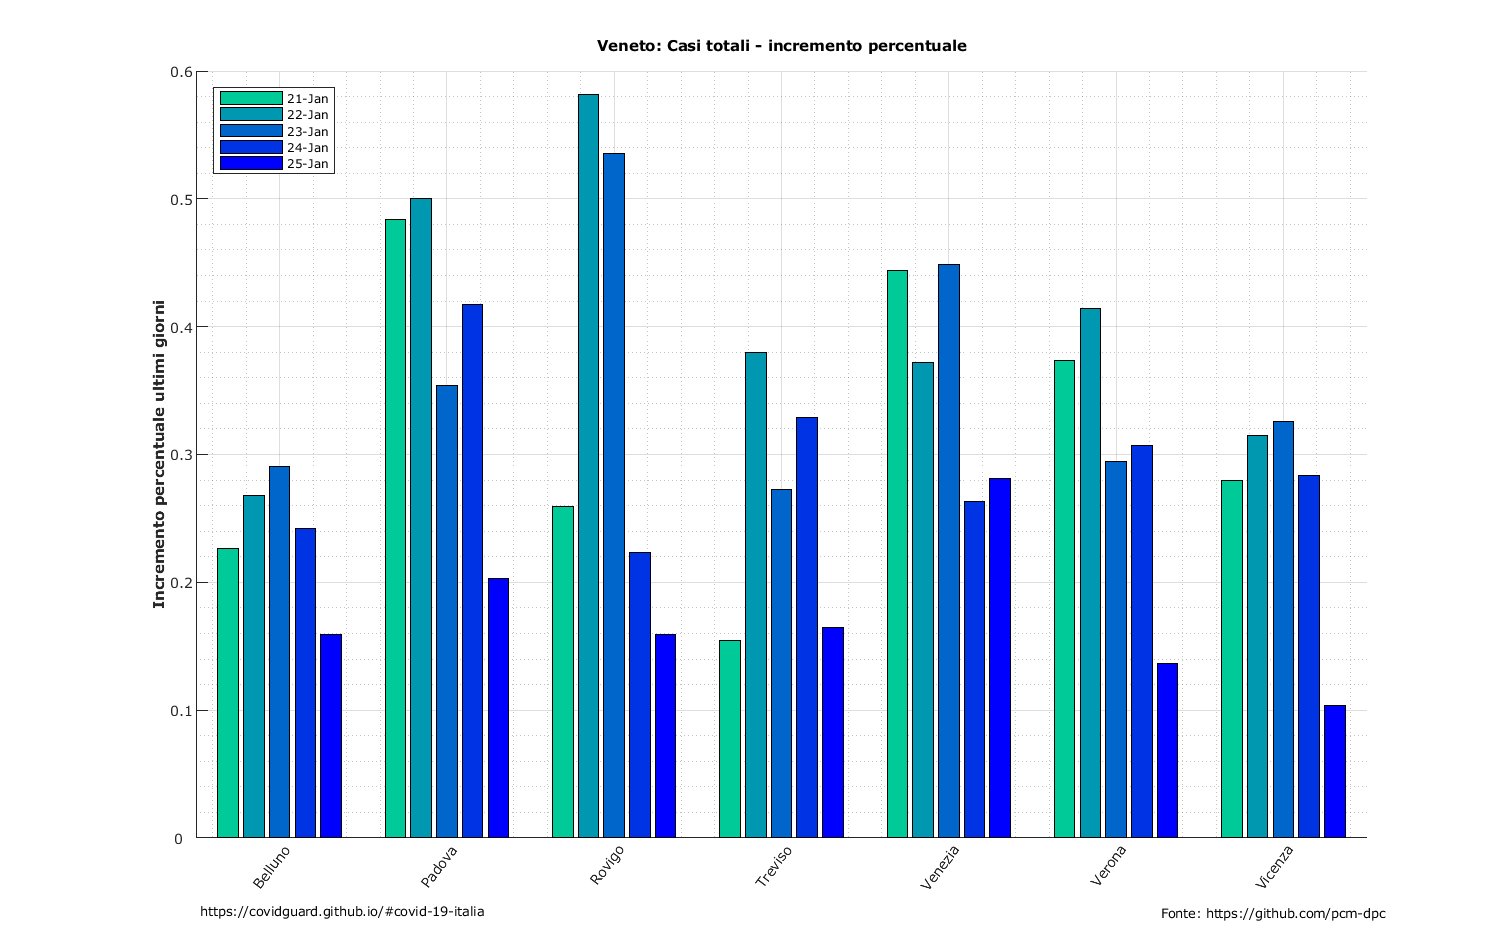 Veneto: Casi totali - incremento percentuale
0.6
0.5
0.4
0.3
0.2
0.1
0
Incremento percentuale ultimi giorni
21-Jan
22-Jan
23-Jan
24-Jan
25-Jan
Belluno
Padova
Rovigo
Treviso
Venezia
Verona
Vicenza
https://covidguard.github.io/#covid-19-italia
Fonte: https://github.com/pcm-dpc